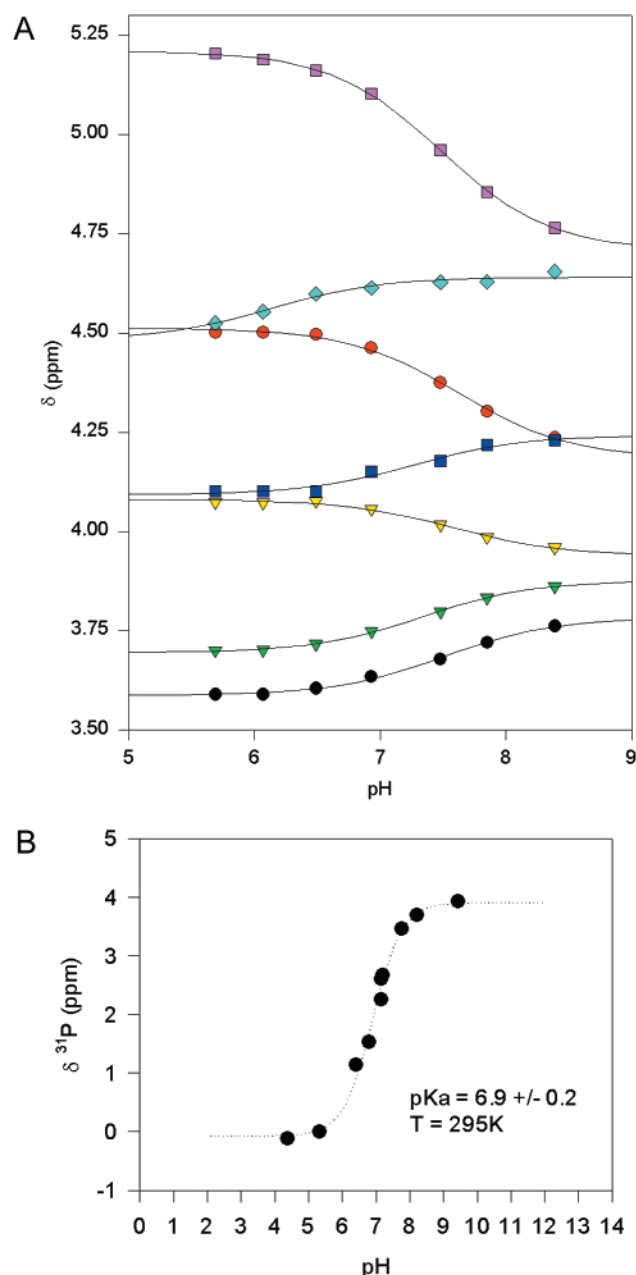 A
5.25
5.00
4.75
4.50
4.25
4.00
3.75
3.50
δ (ppm)
5 6 7 8 9
pH
B
5
4
3
2
1
0
-1
δ ³¹P (ppm)
pKa = 6.9 +/- 0.2
T = 295K
0 1 2 3 4 5 6 7 8 9 10 11 12 13 14
pH